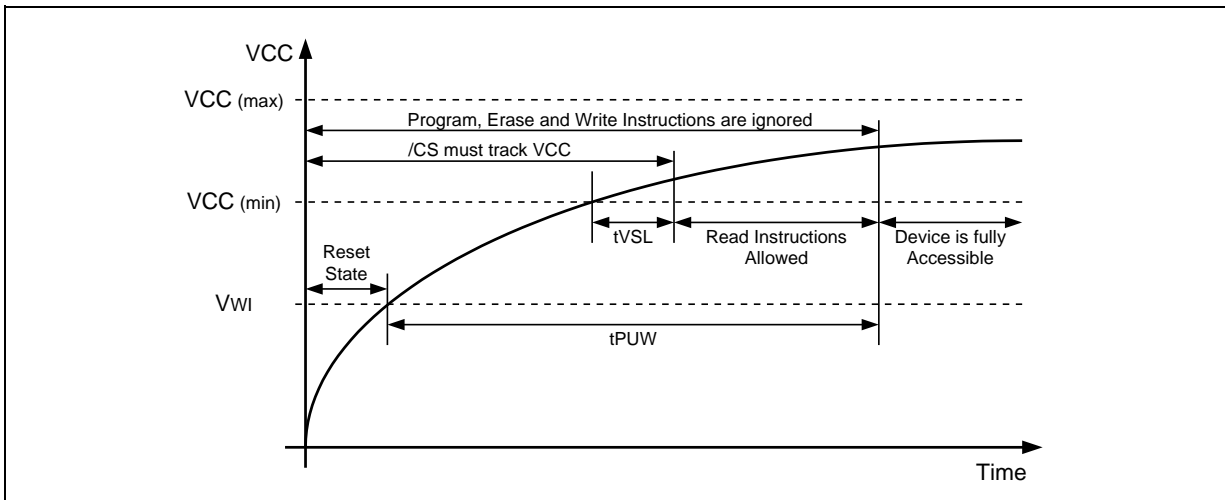 VCC
VCC (max)
Program, Erase and Write Instructions are ignored
/CS must track VCC
VCC (min)
tVSL
Read Instructions
Allowed
Device is fully
Accessible
Reset
State
VWI
tPUW
Time